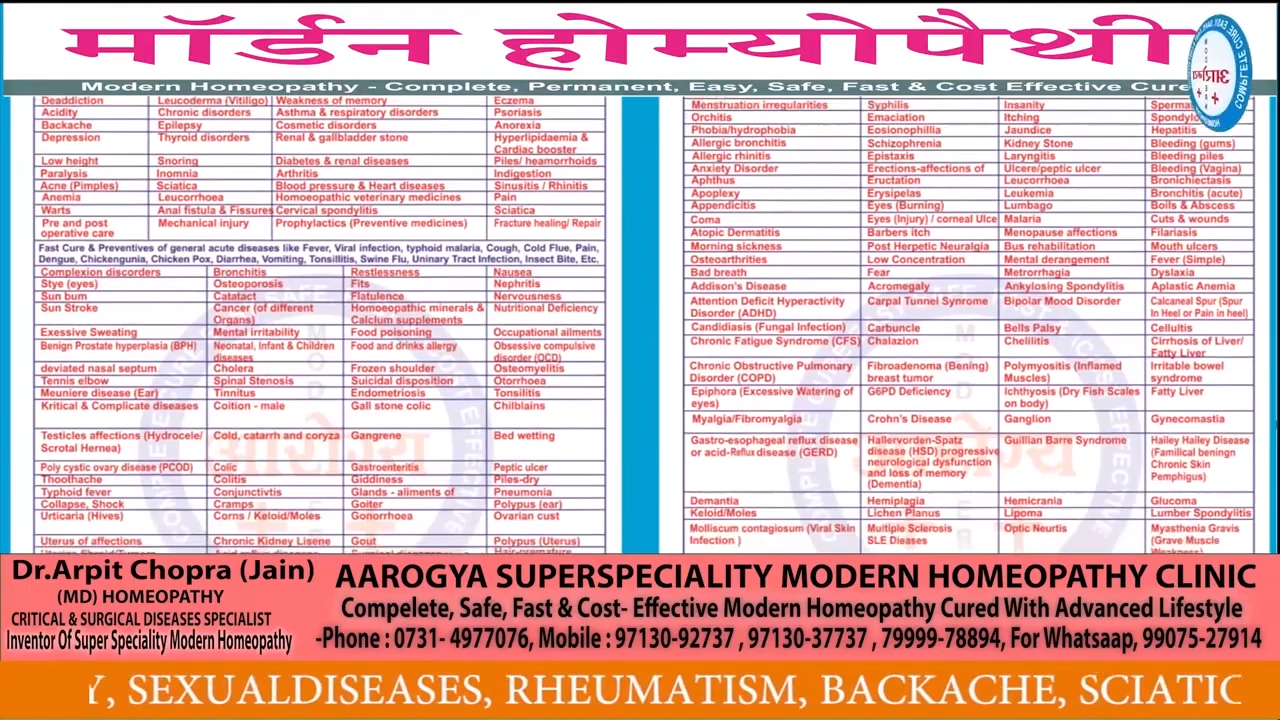 मॉर्डन होम्योपैथी
Modern Homeopathy - Complete, Permanent, Easy, Safe, Fast & Cost Effective Cure
Deaddiction Leucoderma (Vitiligo) Weakness of memory Eczema
Acidity Chronic disorders Asthma & respiratory disorders Psoriasis
Backache Epilepsy Cosmetic disorders Anorexia
Depression Thyroid disorders Renal & gallbladder stone Hyperlipidaemia &
Cardiac booster
Low height Snoring Diabetes & renal diseases Piles/ heamorrhoids
Paralysis Inomnia Arthritis Indigestion
Acne (Pimples) Sciatica Blood pressure & Heart diseases Sinusitis / Rhinitis
Anemia Leucorrhoea Homoeopathic veterinary medicines Pain
Warts Anal fistula & Fissures Cervical spondylitis Sciatica
Pre and post Mechanical injury Prophylactics (Preventive medicines) Fracture healing/ Repair
operative care
Fast Cure & Preventives of general acute diseases like Fever, Viral infection, typhoid malaria, Cough, Cold Flue, Pain,
Dengue, Chickengunia, Chicken Pox, Diarrhea, Vomiting, Tonsillitis, Swine Flu, Uninary Tract Infection, Insect Bite, Etc.
Complexion disorders Bronchitis Restlessness Nausea
Stye (eyes) Osteoporosis Fits Nephritis
Sun bum Catatact Flatulence Nervousness
Sun Stroke Cancer (of different Homoeopathic minerals & Nutritional Deficiency
Organs) Calcium supplements
Exessive Sweating Mental irritability Food poisoning Occupational ailments
Benign Prostate hyperplasia (BPH) Neonatal, Infant & Children Food and drinks allergy Obsessive compulsive
diseases disorder (OCD)
deviated nasal septum Cholera Frozen shoulder Osteomyelitis
Tennis elbow Spinal Stenosis Suicidal disposition Otorrhoea
Meuniere disease (Ear) Tinnitus Endometriosis Tonsilitis
Kritical & Complicate diseases Coition - male Gall stone colic Chilblains
Testicles affections (Hydrocele/ Cold, catarrh and coryza Gangrene Bed wetting
Scrotal Hernea)
Poly cystic ovary disease (PCOD) Colic Gastroenteritis Peptic ulcer
Thoothache Colitis Giddiness Piles-dry
Typhoid fever Conjunctivtis Glands - aliments of Pneumonia
Collapse, Shock Cramps Goiter Polypus (ear)
Urticaria (Hives) Corns / Keloid/Moles Gonorrhoea Ovarian cust
Uterus of affections Chronic Kidney Lisene Gout Polypus (Uterus)
Menstruation irregularities Syphilis Insanity
Orchitis Emaciation Itching
Phobia/hydrophobia Eosionophillia Jaundice Hepatitis
Allergic bronchitis Schizophrenia Kidney Stone Bleeding (gums)
Allergic rhinitis Epistaxis Laryngitis Bleeding piles
Anxiety Disorder Erections-affections of Ulcere/peptic ulcer Bleeding (Vagina)
Aphthus Eructation Leucorrhoea Bronichiectasis
Apoplexy Erysipelas Leukemia Bronchitis (acute)
Appendicitis Eyes (Burning) Lumbago Boils & Abscess
Coma Eyes (Injury) / corneal Ulce Malaria Cuts & wounds
Atopic Dermatitis Barbers itch Menopause affections Filariasis
Morning sickness Post Herpetic Neuralgia Bus rehabilitation Mouth ulcers
Osteoarthrities Low Concentration Mental derangement Fever (Simple)
Bad breath Fear Metrorrhagia Dyslaxia
Addison's Disease Acromegaly Ankylosing Spondylitis Aplastic Anemia
Attention Deficit Hyperactivity Carpal Tunnel Synrome Bipolar Mood Disorder Calcaneal Spur (Spur
Disorder (ADHD) In Heel or Pain in heel)
Candidiasis (Fungal Infection) Carbuncle Bells Palsy Cellultis
Chronic Fatigue Syndrome (CFS) Chalazion Chelilitis Cirrhosis of Liver/
Fatty Liver
Chronic Obstructive Pulmonary Fibroadenoma (Bening) Polymyositis (Inflamed Irritable bowel
Disorder (COPD) breast tumor Muscles) syndrome
Epiphora (Excessive Watering of G6PD Deficiency Ichthyosis (Dry Fish Scales Fatty Liver
eyes) on body)
Myalgia/Fibromyalgia Crohn's Disease Ganglion Gynecomastia
Gastro-esophageal reflux disease Hallervorden-Spatz Guillian Barre Syndrome Hailey Hailey Disease
or acid-Reflux disease (GERD) disease (HSD) progressive (Familical beningn
neurological dysfunction Chronic Skin
and loss of memory Pemphigus)
(Dementia)
Demantia Hemiplagia Hemicrania Glucoma
Keloid/Moles Lichen Planus Lipoma Lumber Spondylitis
Molliscum contagiosum (Viral Skin Multiple Sclerosis Optic Neurtis Myasthenia Gravis
Infection ) SLE Dieases (Grave Muscle
Weakness)
Dr.Arpit Chopra (Jain)
(MD) HOMEOPATHY
CRITICAL & SURGICAL DISEASES SPECIALIST
Inventor Of Super Speciality Modern Homeopathy
AAROGYA SUPERSPECIALITY MODERN HOMEOPATHY CLINIC
Compelete, Safe, Fast & Cost- Effective Modern Homeopathy Cured With Advanced Lifestyle
-Phone : 0731- 4977076, Mobile : 97130-92737 , 97130-37737 , 79999-78894, For Whatsaap, 99075-27914
Y, SEXUALDISEASES, RHEUMATISM, BACKACHE, SCIATIC